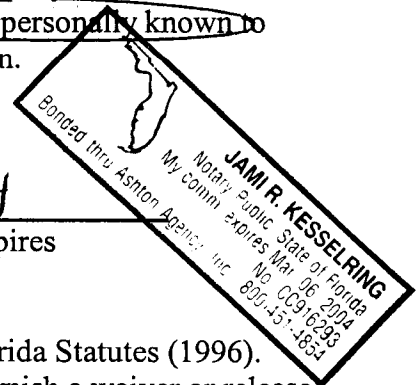 personally known to
n.
JAMI R. KESSELRING
Notary Public State of Florida
My comm. expires Mar. 06, 2004
No. CC916293
Bonded thru Ashton Agency, Inc. 800-451-4854
pires
rida Statutes (1996).
nish a waiver or release